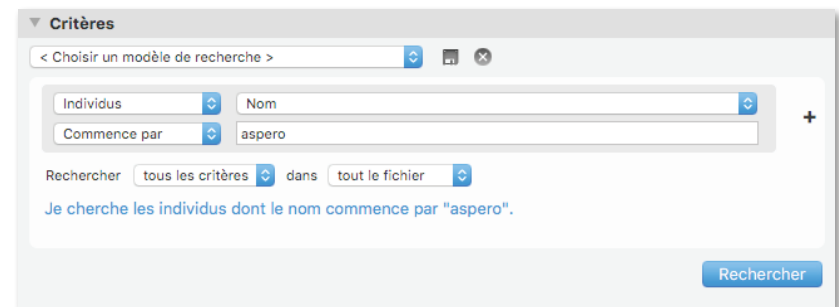 Critères
< Choisir un modèle de recherche >
Individus Nom
Commence par aspero
Rechercher tous les critères dans tout le fichier
Je cherche les individus dont le nom commence par "aspero".
Rechercher